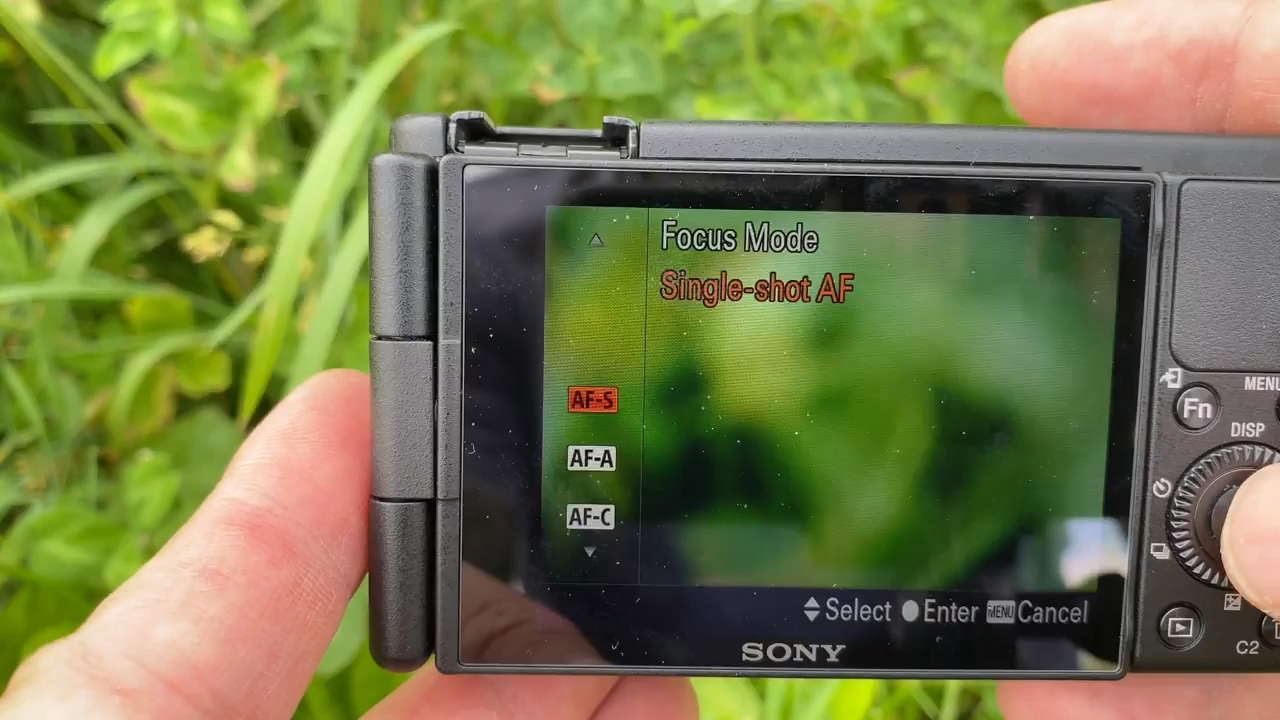 Focus Mode
Single-shot AF
AF-S
AF-A
AF-C
Select Enter MENU Cancel
SONY
MENU
Fn
DISP
C2